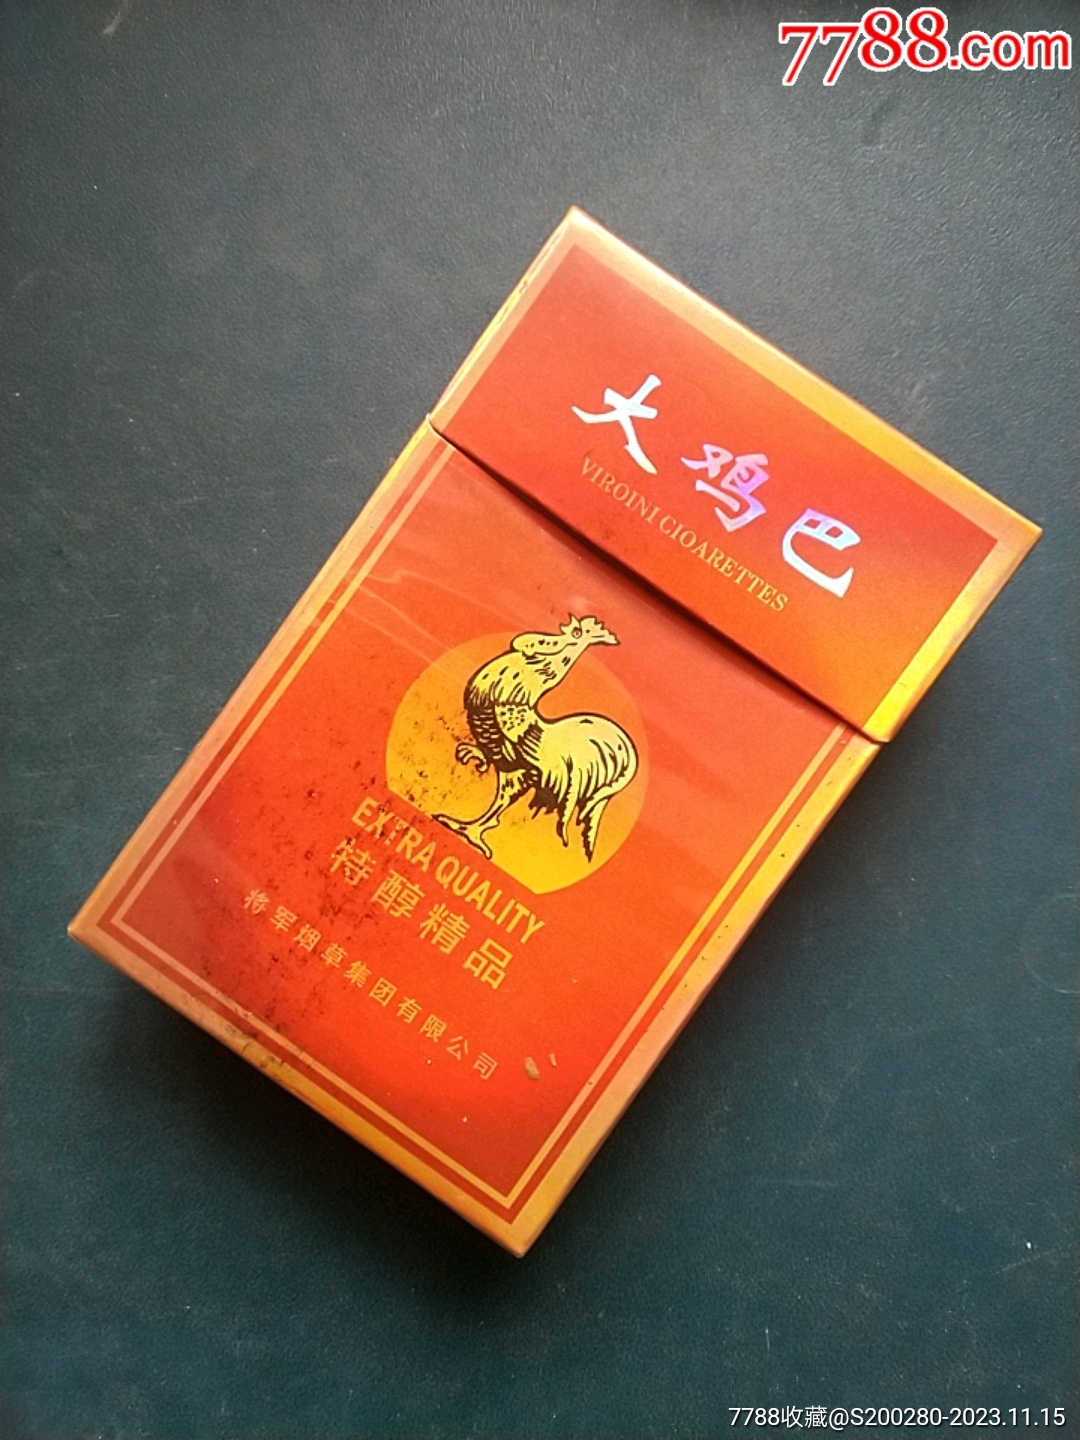 7788.com
大鸡巴
VIROINI CIOARETTES
EXTRA QUALITY
特醇精品
将军烟草集团有限公司
7788收藏@S200280-2023.11.15